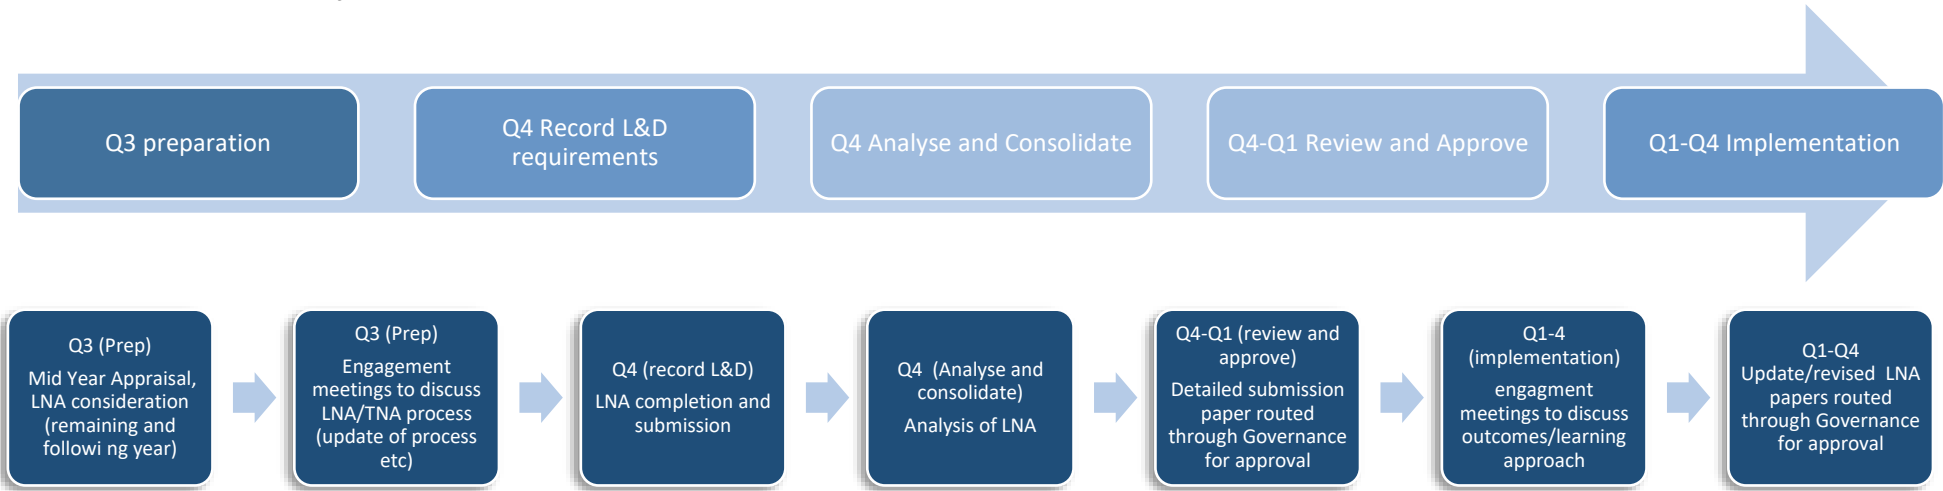 Q3 preparation
Q4 Record L&D
requirements
Q4 Analyse and Consolidate
Q4-Q1 Review and Approve
Q1-Q4 Implementation
Q3 (Prep)
Mid Year Appraisal,
LNA consideration
(remaining and
followi ng year)
Q3 (Prep)
Engagement
meetings to discuss
LNA/TNA process
(update of process
etc)
Q4 (record L&D)
LNA completion and
submission
Q4  (Analyse and
consolidate)
Analysis of LNA
Q4-Q1 (review and
approve)
Detailed submission
paper routed
through Governance
for approval
Q1-4
(implementation)
engagment
meetings to discuss
outcomes/learning
approach
Q1-Q4
Update/revised  LNA
papers routed
through Governance
for approval